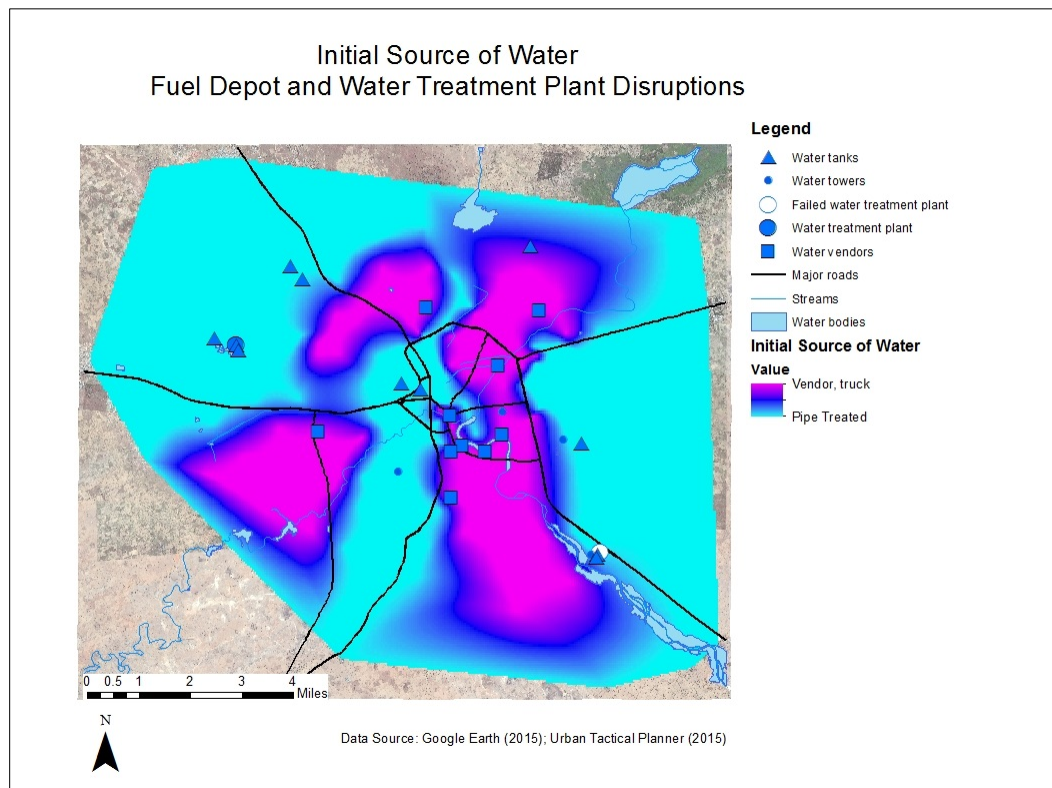 Initial Source of Water
Fuel Depot and Water Treatment Plant Disruptions
Legend
Water tanks
Water towers
Failed water treatment plant
Water treatment plant
Water vendors
Major roads
Streams
Water bodies
Initial Source of Water
Value
Vendor, truck
Pipe Treated
0 0.5 1 2 3 4
Miles
N
Data Source: Google Earth (2015); Urban Tactical Planner (2015)